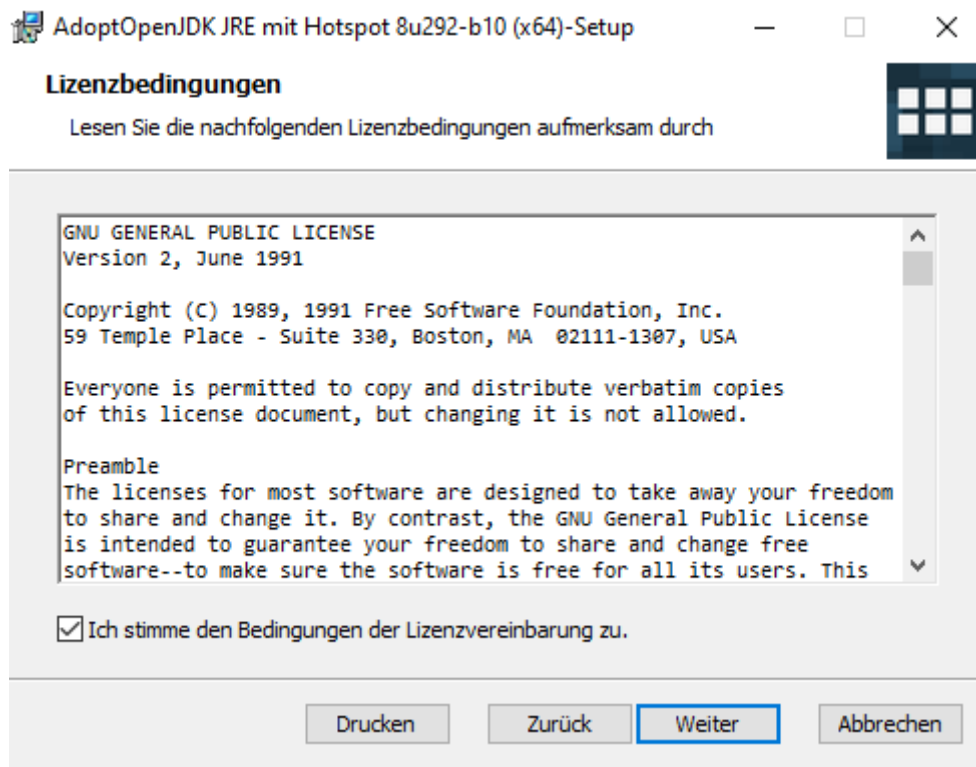 AdoptOpenJDK JRE mit Hotspot 8u292-b10 (x64)-Setup
Lizenzbedingungen
Lesen Sie die nachfolgenden Lizenzbedingungen aufmerksam durch
GNU GENERAL PUBLIC LICENSE
Version 2, June 1991
Copyright (C) 1989, 1991 Free Software Foundation, Inc.
59 Temple Place - Suite 330, Boston, MA  02111-1307, USA
Everyone is permitted to copy and distribute verbatim copies
of this license document, but changing it is not allowed.
Preamble
The licenses for most software are designed to take away your freedom
to share and change it. By contrast, the GNU General Public License
is intended to guarantee your freedom to share and change free
software--to make sure the software is free for all its users. This
Ich stimme den Bedingungen der Lizenzvereinbarung zu.
Drucken Zurück Weiter Abbrechen